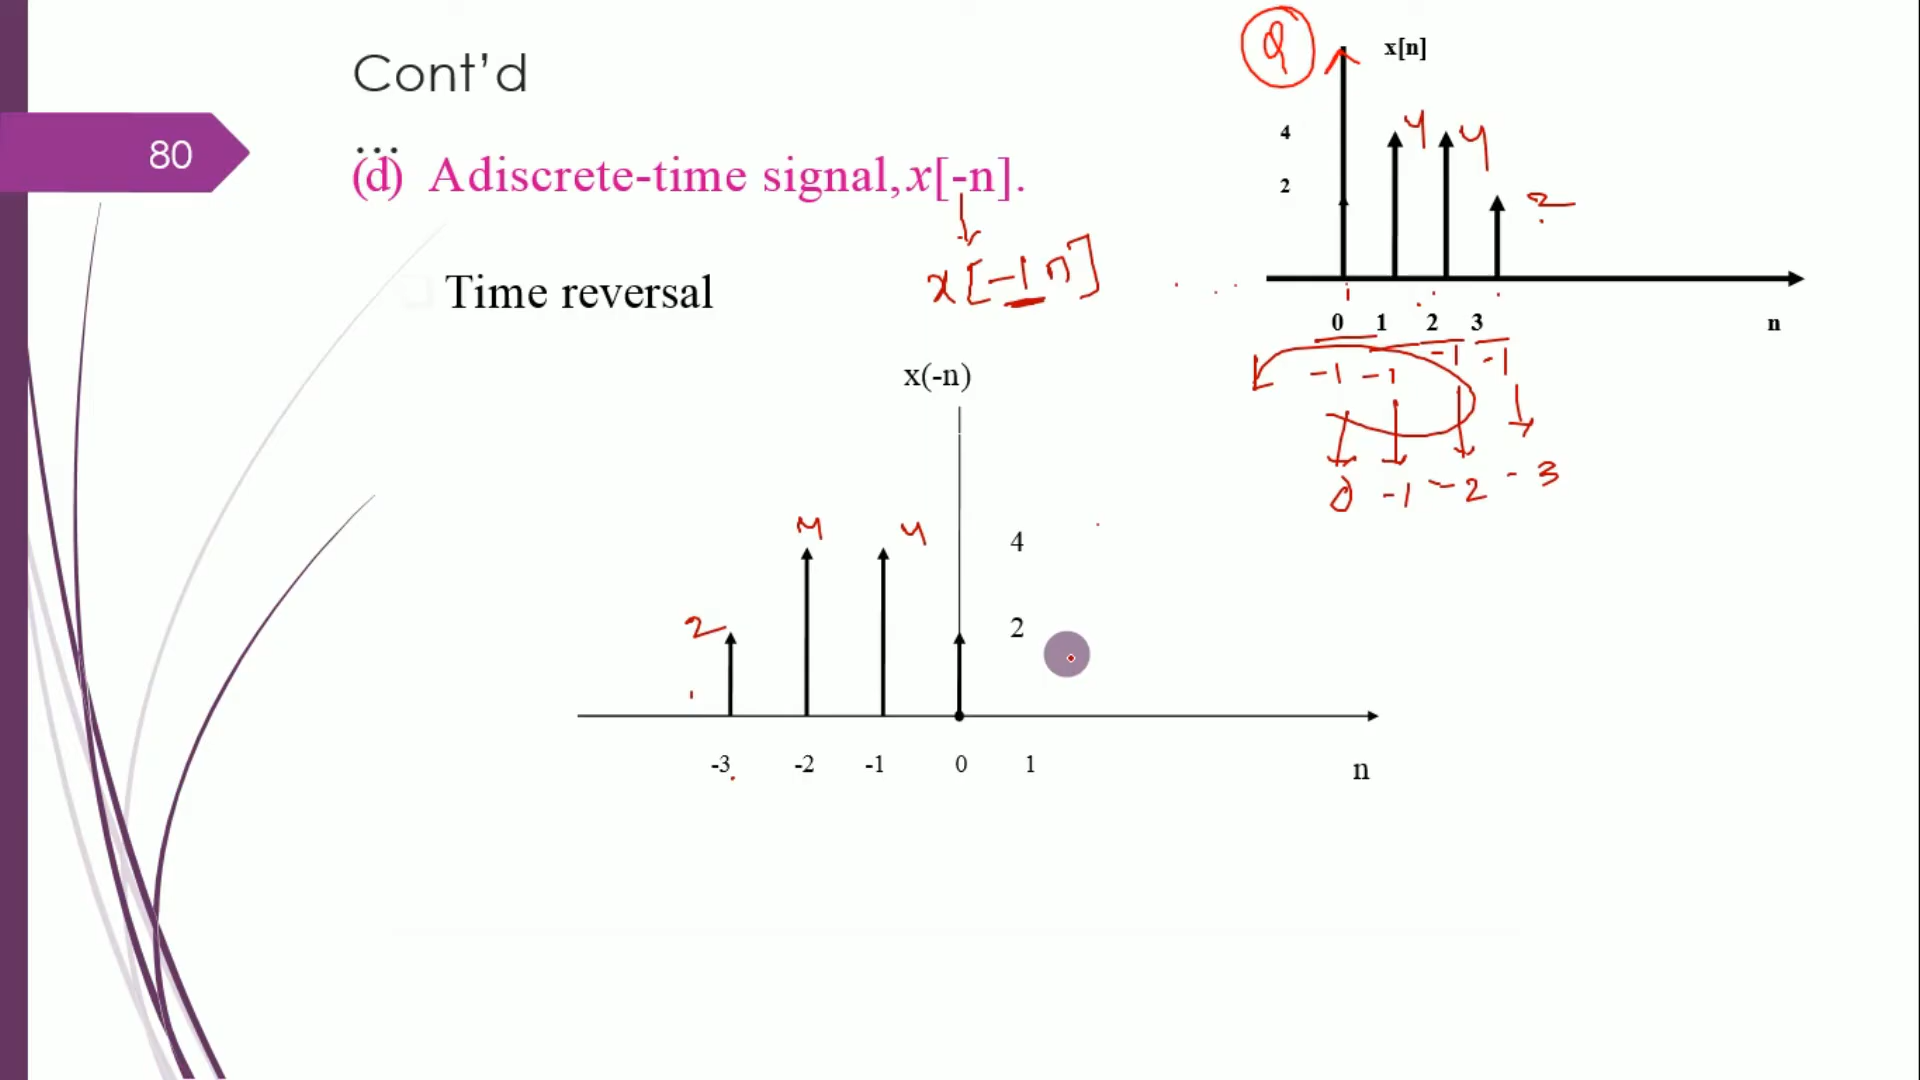 Cont’d
...
80
(d) Adiscrete-time signal, x[-n].
x[-1n]
Time reversal
Q
x[n]
4
4 4
2
2
0 1 2 3 n
-1 -1 -1 -1
0 -1 -2 -3
x(-n)
4 4
4
2
2
-3 -2 -1 0 1 n